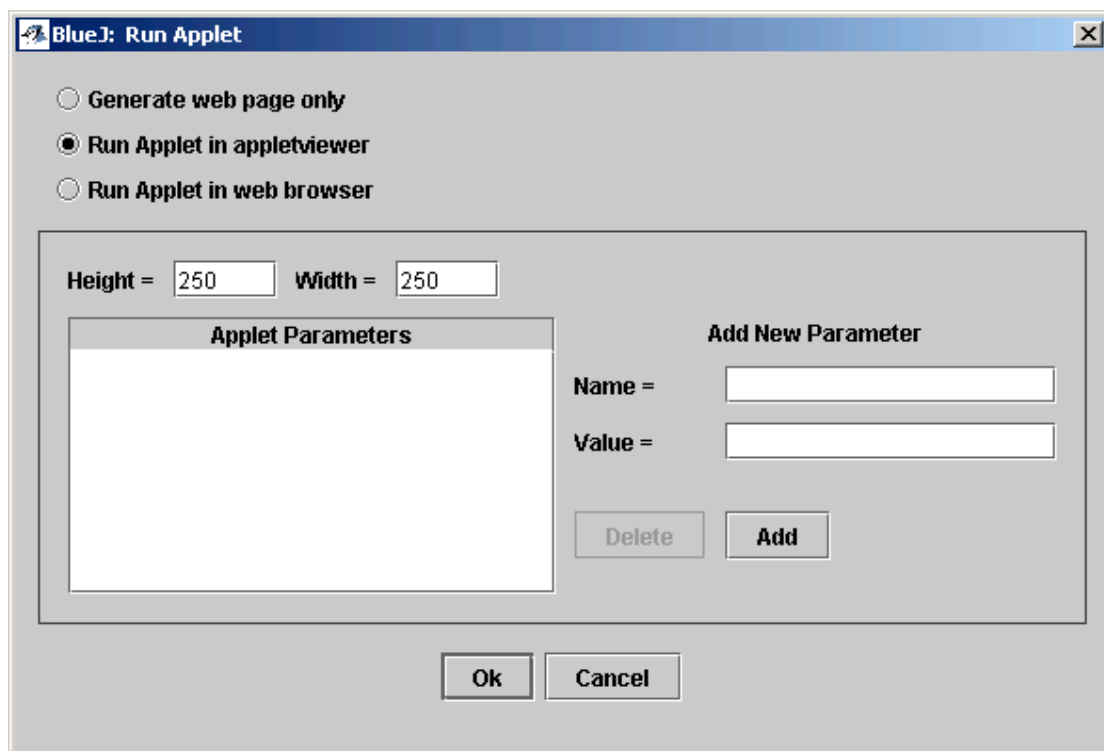 BlueJ: Run Applet
Generate web page only
Run Applet in appletviewer
Run Applet in web browser
Height = 250 Width = 250
Applet Parameters
Add New Parameter
Name =
Value =
Delete Add
Ok Cancel